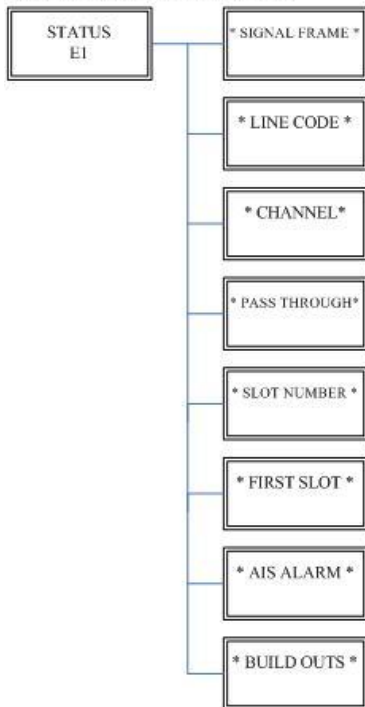 STATUS
E1
* SIGNAL FRAME *
* LINE CODE *
* CHANNEL*
* PASS THROUGH*
* SLOT NUMBER *
* FIRST SLOT *
* AIS ALARM *
* BUILD OUTS *